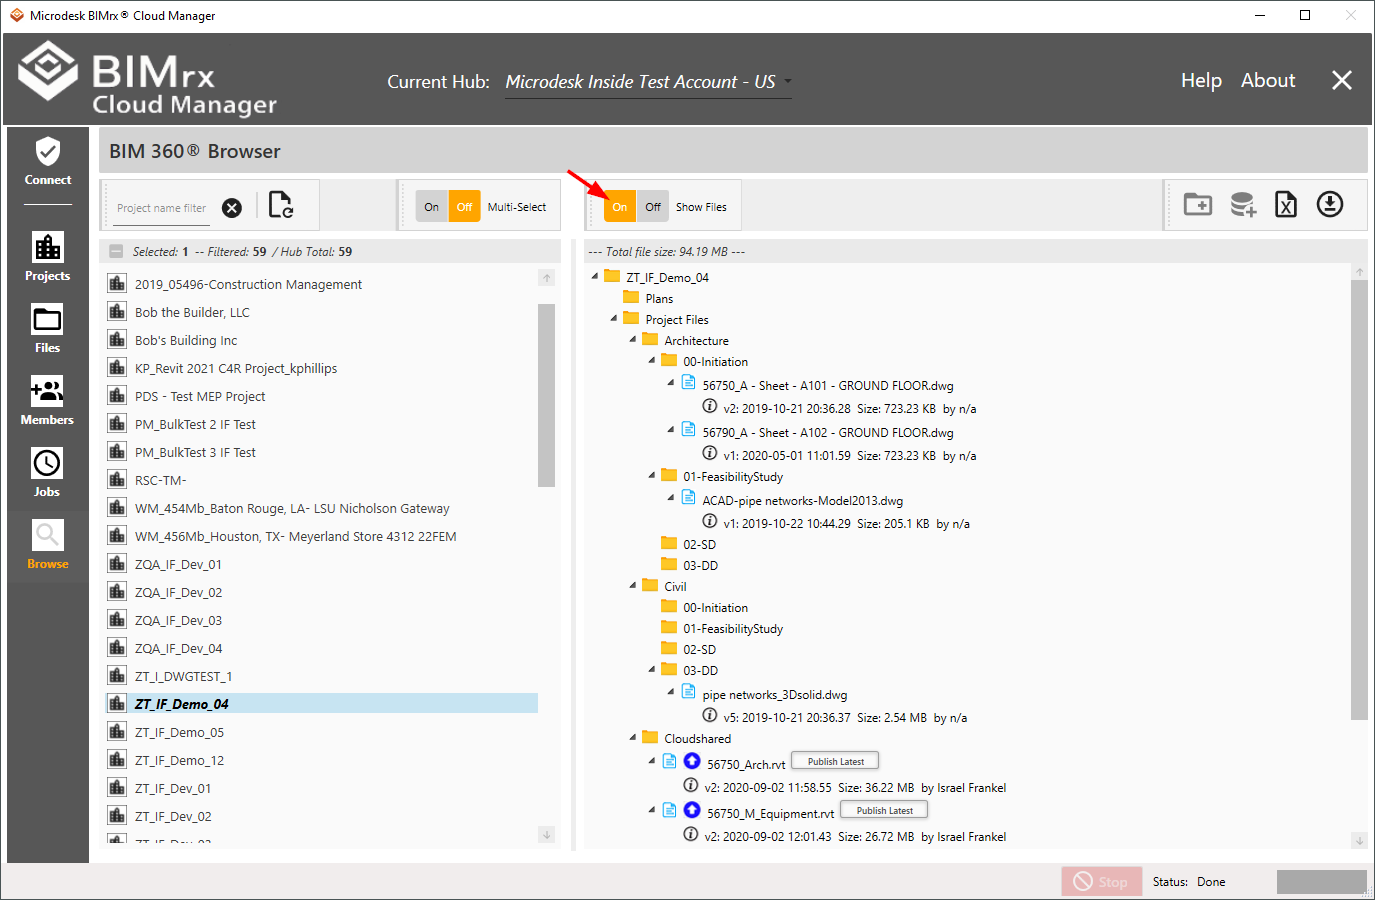 Microdesk BIMrx® Cloud Manager
BIMrx
Cloud Manager
Current Hub: Microdesk Inside Test Account - US
Help About
Connect
Projects
Files
Members
Jobs
Browse
BIM 360® Browser
Project name filter
On Off Multi-Select
On Off Show Files
Selected: 1 -- Filtered: 59 / Hub Total: 59
2019_05496-Construction Management
Bob the Builder, LLC
Bob's Building Inc
KP_Revit 2021 C4R Project_kphillips
PDS - Test MEP Project
PM_BulkTest 2 IF Test
PM_BulkTest 3 IF Test
RSC-TM-
WM_454Mb_Baton Rouge, LA- LSU Nicholson Gateway
WM_456Mb_Houston, TX- Meyerland Store 4312 22FEM
ZQA_IF_Dev_01
ZQA_IF_Dev_02
ZQA_IF_Dev_03
ZQA_IF_Dev_04
ZT_I_DWGTEST_1
ZT_IF_Demo_04
ZT_IF_Demo_05
ZT_IF_Demo_12
ZT_IF_Dev_01
ZT_IF_Dev_02
--- Total file size: 94.19 MB ---
ZT_IF_Demo_04
Plans
Project Files
Architecture
00-Initiation
56750_A - Sheet - A101 - GROUND FLOOR.dwg
v2: 2019-10-21 20:36.28 Size: 723.23 KB by n/a
56790_A - Sheet - A102 - GROUND FLOOR.dwg
v1: 2020-05-01 11:01.59 Size: 723.23 KB by n/a
01-FeasibilityStudy
ACAD-pipe networks-Model2013.dwg
v1: 2019-10-22 10:44.29 Size: 205.1 KB by n/a
02-SD
03-DD
Civil
00-Initiation
01-FeasibilityStudy
02-SD
03-DD
pipe networks_3Dsolid.dwg
v5: 2019-10-21 20:36.37 Size: 2.54 MB by n/a
Cloudshared
56750_Arch.rvt Publish Latest
v2: 2020-09-02 11:58.55 Size: 36.22 MB by Israel Frankel
56750_M_Equipment.rvt Publish Latest
v2: 2020-09-02 12:01.43 Size: 26.72 MB by Israel Frankel
Stop Status: Done